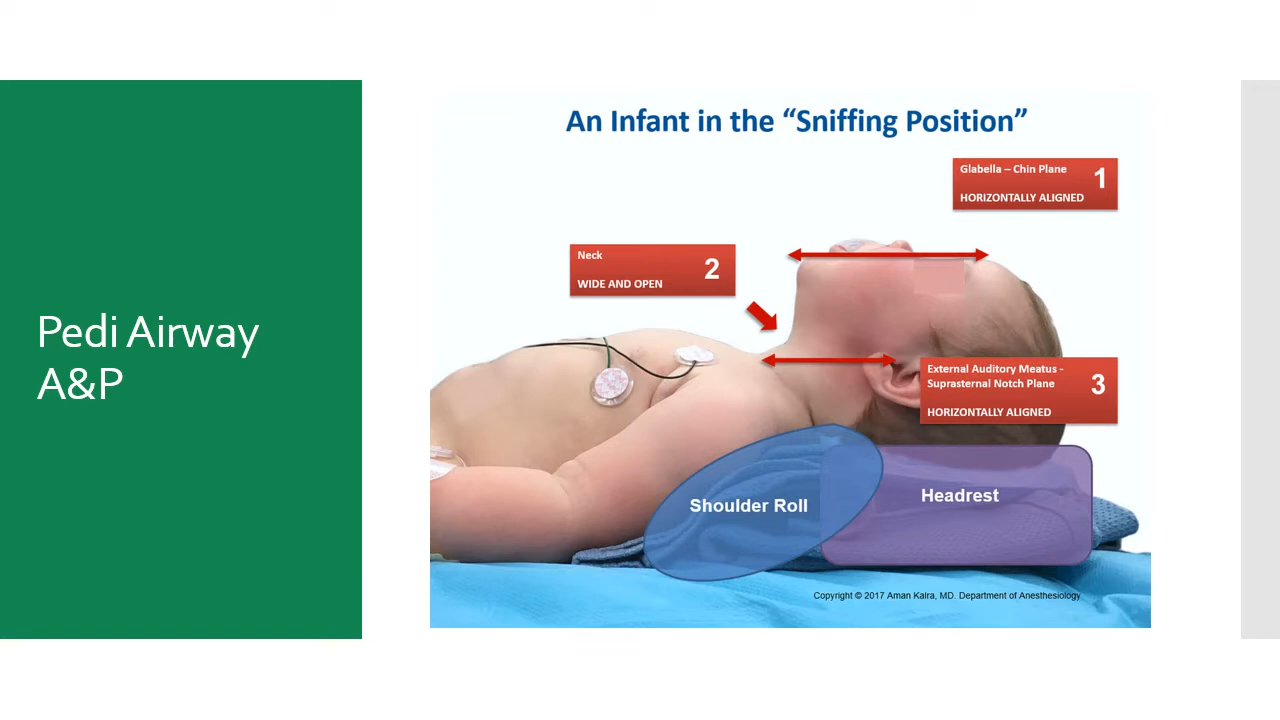 Pedi Airway
A&P
An Infant in the “Sniffing Position”
Glabella – Chin Plane
1
HORIZONTALLY ALIGNED
Neck
2
WIDE AND OPEN
External Auditory Meatus -
Suprasternal Notch Plane
3
HORIZONTALLY ALIGNED
Shoulder Roll
Headrest
Copyright © 2017 Aman Kalra, MD. Department of Anesthesiology